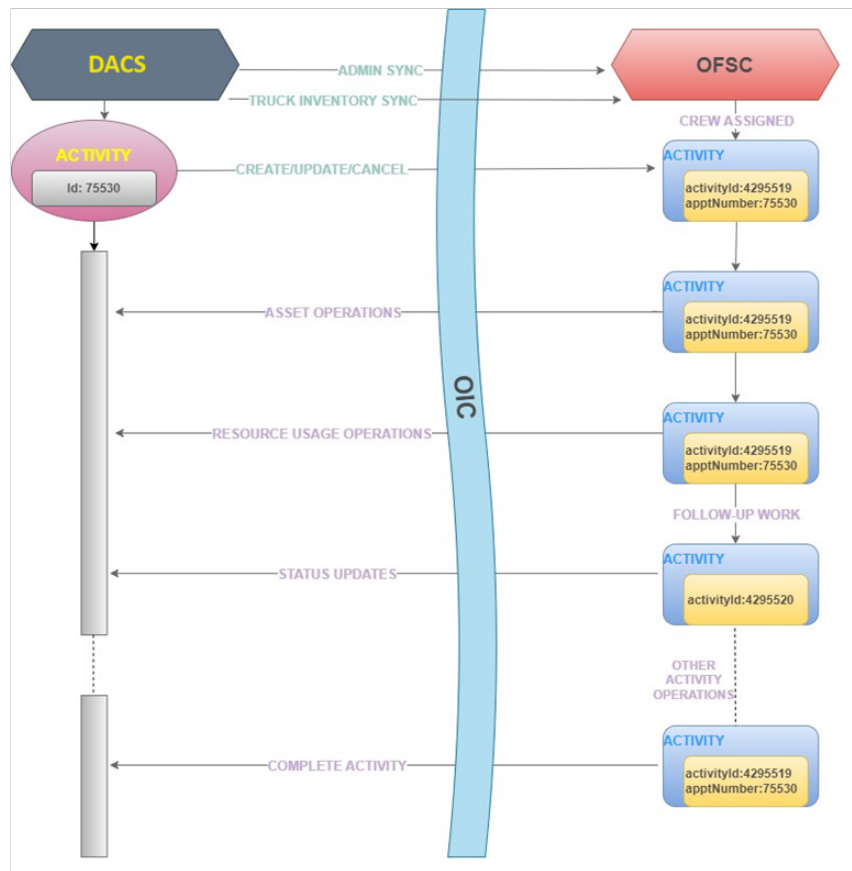 DACS
OFSC
ADMIN SYNC
TRUCK INVENTORY SYNC
CREW ASSIGNED
ACTIVITY
Id: 75530
CREATE/UPDATE/CANCEL
ACTIVITY
activityId:4295519
apptNumber:75530
ACTIVITY
activityId:4295519
apptNumber:75530
ASSET OPERATIONS
OIC
ACTIVITY
activityId:4295519
apptNumber:75530
RESOURCE USAGE OPERATIONS
FOLLOW-UP WORK
ACTIVITY
activityId:4295520
STATUS UPDATES
OTHER
ACTIVITY
OPERATIONS
ACTIVITY
activityId:4295519
apptNumber:75530
COMPLETE ACTIVITY